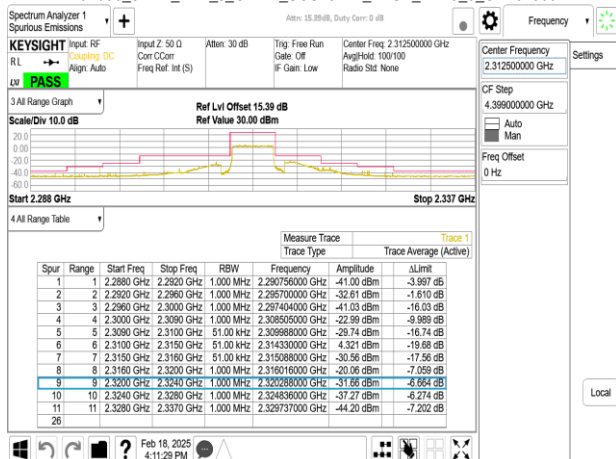 Spectrum Analyzer 1
Spurious Emissions
Attn: 15.39dB, Duty Corr: 0 dB
Frequency
KEYSIGHT
RL
PASS
Input: RF
Coupling: DC
Align: Auto
Input Z: 50 Ω
Corr CCorr
Freq Ref: Int (S)
Atten: 30 dB
Trig: Free Run
Gate: Off
IF Gain: Low
Center Freq: 2.312500000 GHz
Avg|Hold: 100/100
Radio Std: None
Center Frequency
2.312500000 GHz
Settings
CF Step
4.399000000 GHz
Auto
Man
Freq Offset
0 Hz
3 All Range Graph
Scale/Div 10.0 dB
Ref Lvl Offset 15.39 dB
Ref Value 30.00 dBm
20.0
0.00
-20.0
-40.0
-60.0
Start 2.288 GHz
Stop 2.337 GHz
4 All Range Table
Measure Trace Trace 1
Trace Type Trace Average (Active)
Spur Range Start Freq Stop Freq RBW Frequency Amplitude ΔLimit
1 1 2.2880 GHz 2.2920 GHz 1.000 MHz 2.290756000 GHz -41.00 dBm -3.997 dB
2 2 2.2920 GHz 2.2960 GHz 1.000 MHz 2.295700000 GHz -32.61 dBm -1.610 dB
3 3 2.2960 GHz 2.3000 GHz 1.000 MHz 2.297404000 GHz -41.03 dBm -16.03 dB
4 4 2.3000 GHz 2.3090 GHz 1.000 MHz 2.308505000 GHz -22.99 dBm -9.989 dB
5 5 2.3090 GHz 2.3100 GHz 51.00 kHz 2.309988000 GHz -29.74 dBm -16.74 dB
6 6 2.3100 GHz 2.3150 GHz 51.00 kHz 2.314330000 GHz 4.321 dBm -19.68 dB
7 7 2.3150 GHz 2.3160 GHz 51.00 kHz 2.315088000 GHz -30.56 dBm -17.56 dB
8 8 2.3160 GHz 2.3200 GHz 1.000 MHz 2.316016000 GHz -20.06 dBm -7.059 dB
9 9 2.3200 GHz 2.3240 GHz 1.000 MHz 2.320288000 GHz -31.66 dBm -6.664 dB
10 10 2.3240 GHz 2.3280 GHz 1.000 MHz 2.324836000 GHz -37.27 dBm -6.274 dB
11 11 2.3280 GHz 2.3370 GHz 1.000 MHz 2.329737000 GHz -44.20 dBm -7.202 dB
26
Local
Feb 18, 2025
4:11:29 PM